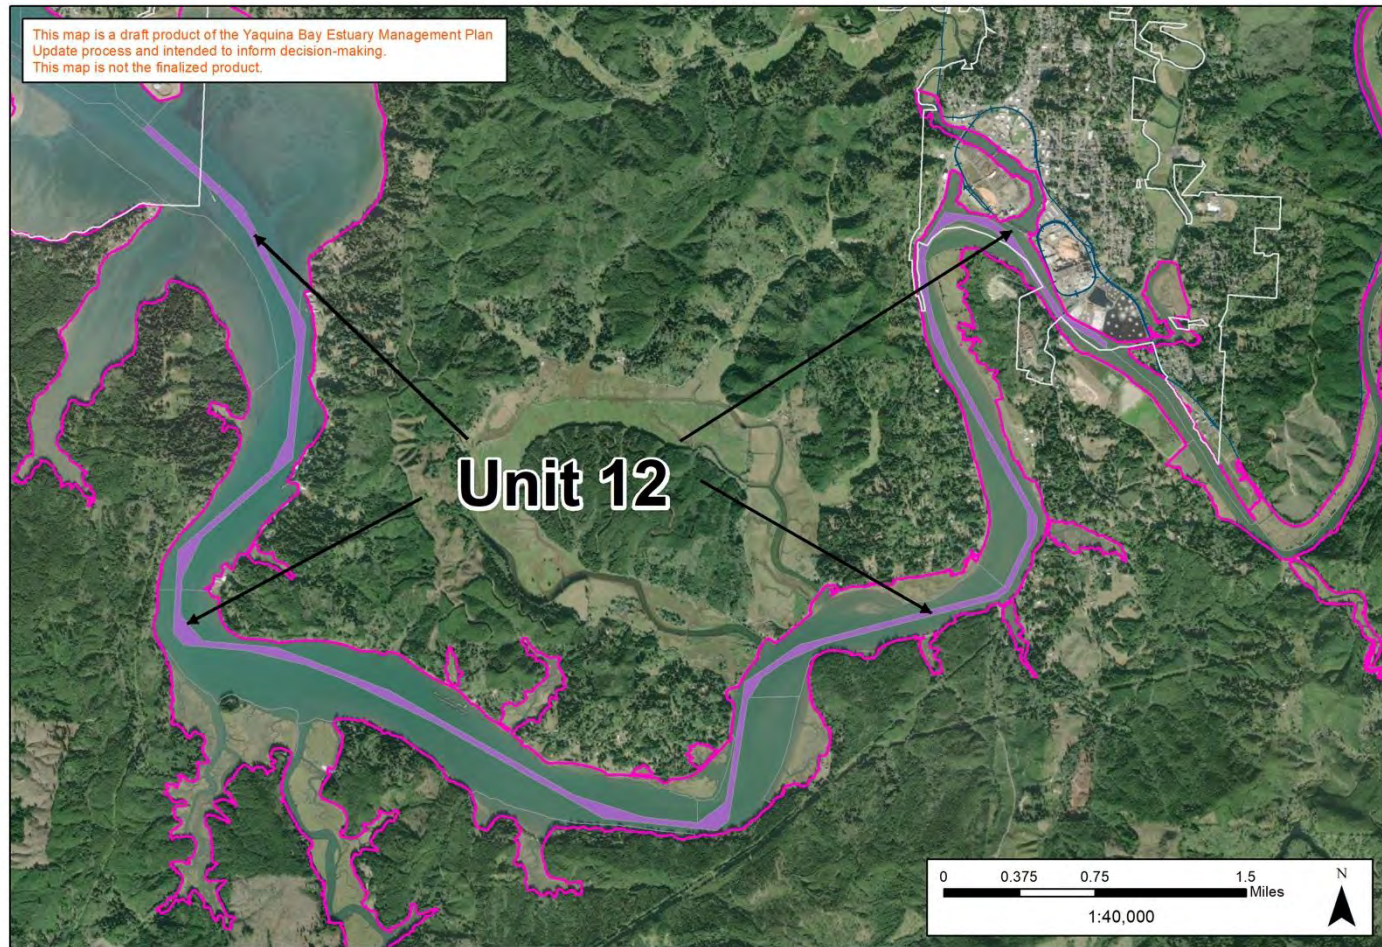 This map is a draft product of the Yaquina Bay Estuary Management Plan
Update process and intended to inform decision-making.
This map is not the finalized product.
Unit 12
0 0.375 0.75 1.5
Miles
1:40,000
N